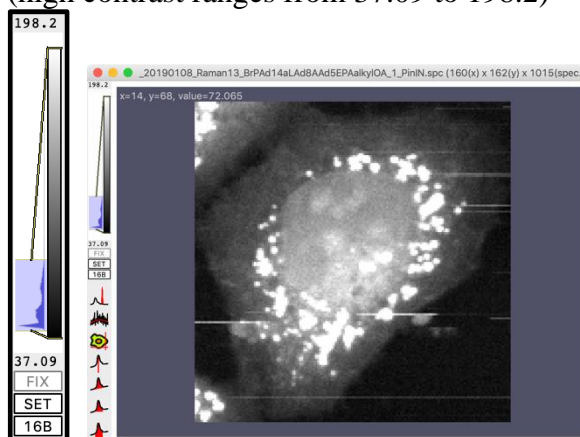 (high contrast ranges from 37.09 to 198.2)
198.2
37.09
FIX
SET
16B
_20190108_Raman13_BrPAd14aLAd8AAd5EPAalkylOA_1_PinIN.spc (160(x) x 162(y) x 1015(spec.
198.2
x=14, y=68, value=72.065
37.09
FIX
SET
16B